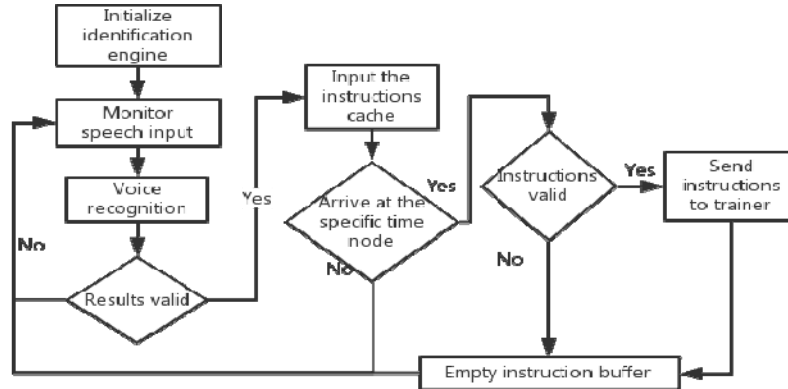 Initialize
identification
engine
Monitor
speech input
Voice
recognition
No
Results valid
Yes
Input the
instructions
cache
Arrive at the
specific time
node
Yes
No
Instructions
valid
Yes
No
Send
instructions
to trainer
Empty instruction buffer